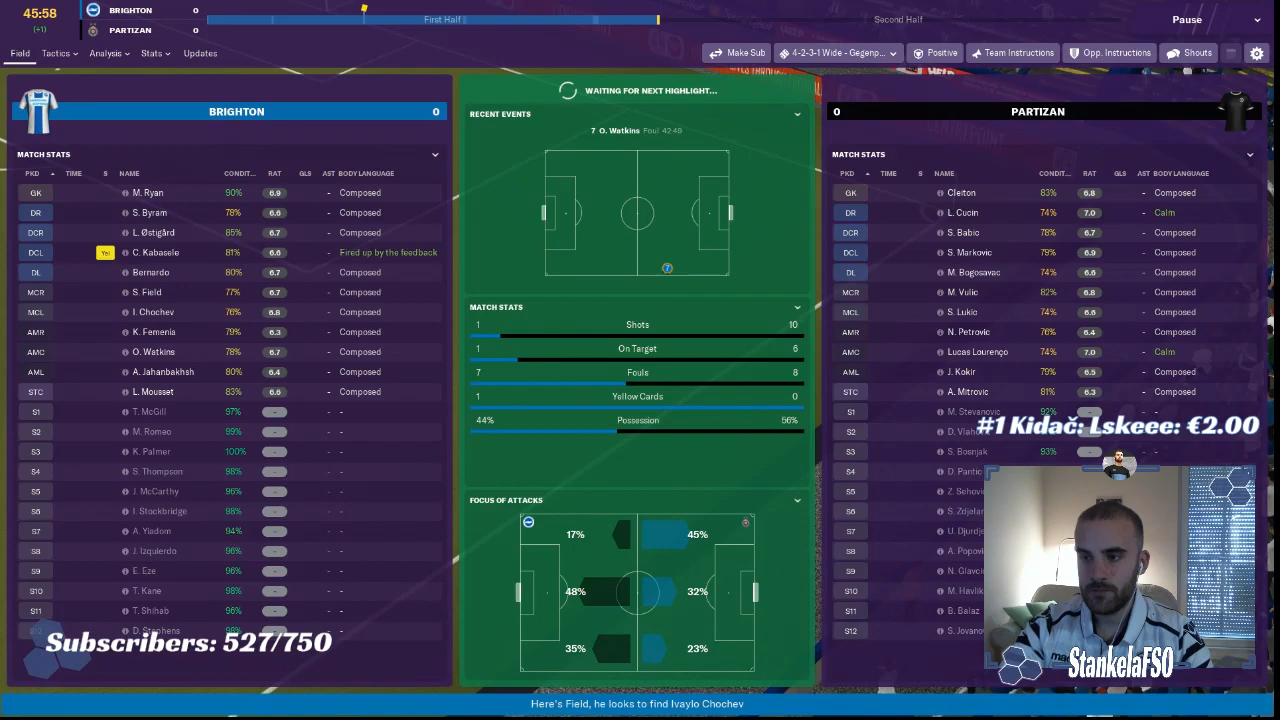 45:58
(+1)
BRIGHTON 0
PARTIZAN 0
First Half
Second Half
Pause
Field Tactics Analysis Stats Updates
Make Sub
4-2-3-1 Wide - Gegenp...
Positive
Team Instructions
Opp. Instructions
Shouts
BRIGHTON 0
MATCH STATS
PKD TIME S NAME CONDIT... RAT GLS AST BODY LANGUAGE
GK M. Ryan 90% 6.9 - Composed
DR S. Byram 78% 6.6 - Composed
DCR L. Østigård 85% 6.7 - Composed
DCL Yel C. Kabasele 81% 6.6 - Fired up by the feedback
DL Bernardo 80% 6.7 - Composed
MCR S. Field 77% 6.7 - Composed
MCL I. Chochev 76% 6.8 - Composed
AMR K. Femenia 79% 6.3 - Composed
AMC O. Watkins 78% 6.7 - Composed
AML A. Jahanbakhsh 80% 6.4 - Composed
STC L. Mousset 83% 6.6 - Composed
S1 T. McGill 97% - - -
S2 M. Romeo 99% - - -
S3 K. Palmer 100% - - -
S4 S. Thompson 98% - - -
S5 J. McCarthy 96% - - -
S6 I. Stockbridge 98% - - -
S7 A. Yiadom 94% - - -
S8 J. Izquierdo 96% - - -
S9 E. Eze 96% - - -
S10 T. Kane 98% - - -
S11 T. Shihab 96% - - -
D. Stephens 98% - - -
Subscribers: 527/750
WAITING FOR NEXT HIGHLIGHT...
RECENT EVENTS
7 O. Watkins Foul 42:49
7
MATCH STATS
1 Shots 10
1 On Target 6
7 Fouls 8
1 Yellow Cards 0
44% Possession 56%
FOCUS OF ATTACKS
17% 45%
48% 32%
35% 23%
0 PARTIZAN
MATCH STATS
PKD TIME S NAME CONDIT... RAT GLS AST BODY LANGUAGE
GK Cleiton 83% 6.8 - Composed
DR L. Cucin 74% 7.0 - Calm
DCR S. Babic 78% 6.7 - Composed
DCL S. Markovic 79% 6.9 - Composed
DL M. Bogosavac 74% 6.6 - Composed
MCR M. Vulic 82% 6.8 - Composed
MCL S. Lukic 74% 6.6 - Composed
AMR N. Petrovic 76% 6.4 - Composed
AMC Lucas Lourenço 74% 7.0 - Calm
AML J. Kokir 79% 6.5 - Composed
STC A. Mitrovic 81% 6.3 - Composed
S1 M. Stevanovic 92% - - -
S2 D. Vlah
S3 S. Bosnjak 93% - - -
S4 D. Partic
S5 Z. Sehovic
S6 S. Zdjelar
S7 U. Djurdj
S8 A. Popov
S9 N. Glavci
S10 M. Havlik
S11 B. Balaz
S12 S. Jovano
#1 Kidač: Lskeee: €2.00
StankelaFSO
Here's Field, he looks to find Ivaylo Chochev